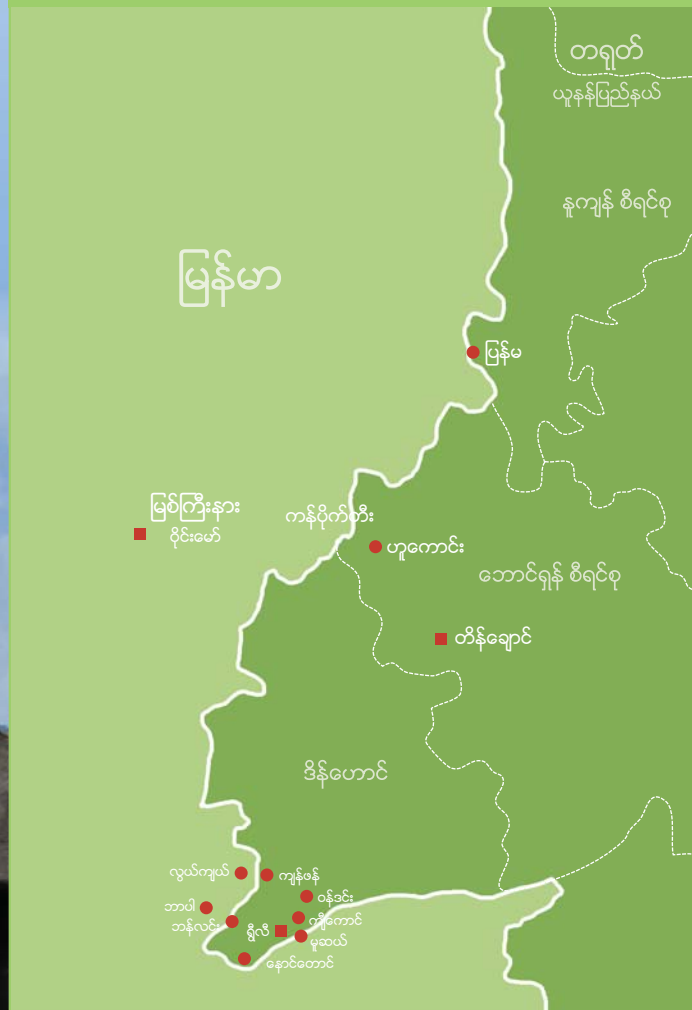 တရုတ်
ယူနန်ပြည်နယ်
နူကျန် စီရင်စု
မြန်မာ
ပြန်မ
မြစ်ကြီးနား
ဝိုင်းမော်
ကန်ပိုက်တီး
ဟူကောင်း
ဘောင်ရှန် စီရင်စု
တိန်ချောင်
ဒိန်ဟောင်
လွယ်ကျယ်
ကျန်ဖန်
ဝန်ဒင်း
ဘာပါ
ဘန်လင်း
ရွှီလီ
ကျီကောင်
မူဆယ်
နောင်တောင်